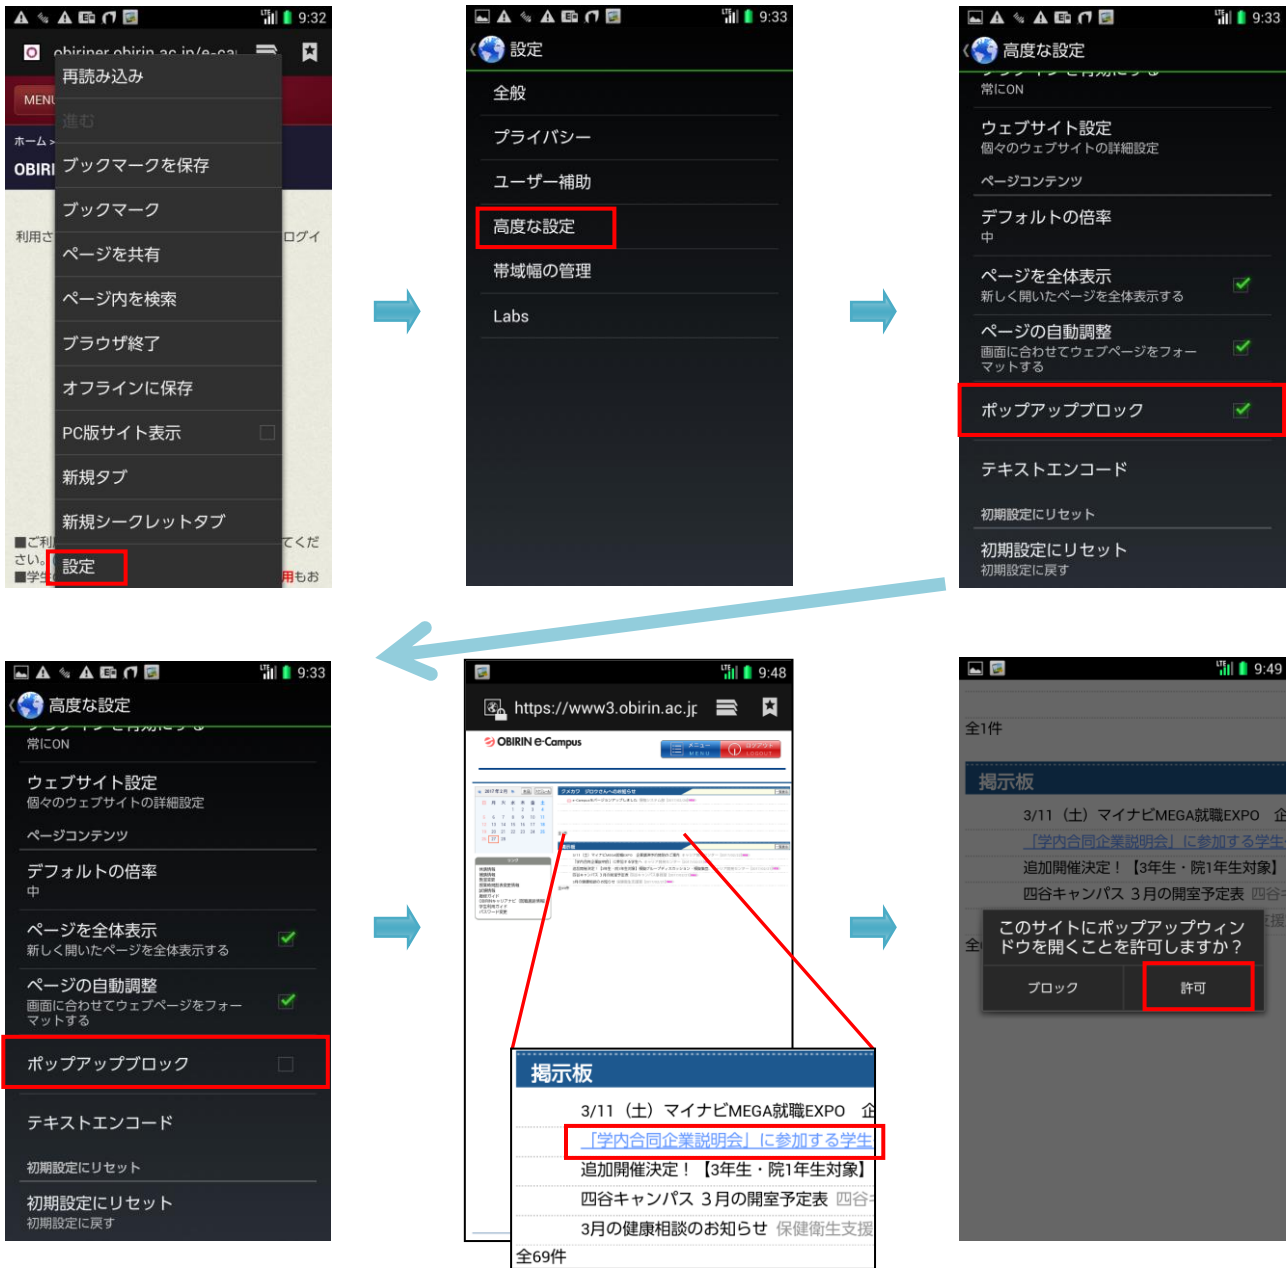 9:32
obiriner.obirin.ac.jp/e-ca
再読み込み
MENU
進む
ホーム >
ブックマークを保存
OBIRI
ブックマーク
利用さ
ログイ
ページを共有
ページ内を検索
ブラウザ終了
オフラインに保存
PC版サイト表示
新規タブ
新規シークレットタブ
■ご利
てくだ
さい。
設定
■学生
用もお
9:33
設定
全般
プライバシー
ユーザー補助
高度な設定
帯域幅の管理
Labs
9:33
高度な設定
常にON
ウェブサイト設定
個々のウェブサイトの詳細設定
ページコンテンツ
デフォルトの倍率
中
ページを全体表示
新しく開いたページを全体表示する
ページの自動調整
画面に合わせてウェブページをフォー
マットする
ポップアップブロック
テキストエンコード
初期設定にリセット
初期設定にリセット
初期設定に戻す
9:33
高度な設定
常にON
ウェブサイト設定
個々のウェブサイトの詳細設定
ページコンテンツ
デフォルトの倍率
中
ページを全体表示
新しく開いたページを全体表示する
ページの自動調整
画面に合わせてウェブページをフォー
マットする
ポップアップブロック
テキストエンコード
初期設定にリセット
初期設定にリセット
初期設定に戻す
9:48
https://www3.obirin.ac.jp
OBIRIN e-Campus
メニュー
MENU
ログアウト
LOGOUT
掲示板
3/11（土）マイナビMEGA就職EXPO 企
「学内合同企業説明会」に参加する学生
追加開催決定！【3年生・院1年生対象】
四谷キャンパス ３月の開室予定表 四谷
3月の健康相談のお知らせ 保健衛生支援
全69件
9:49
全1件
掲示板
3/11（土）マイナビMEGA就職EXPO 企
「学内合同企業説明会」に参加する学生
追加開催決定！【3年生・院1年生対象】
四谷キャンパス ３月の開室予定表 四谷
このサイトにポップアップウィン
ドウを開くことを許可しますか？
ブロック
許可